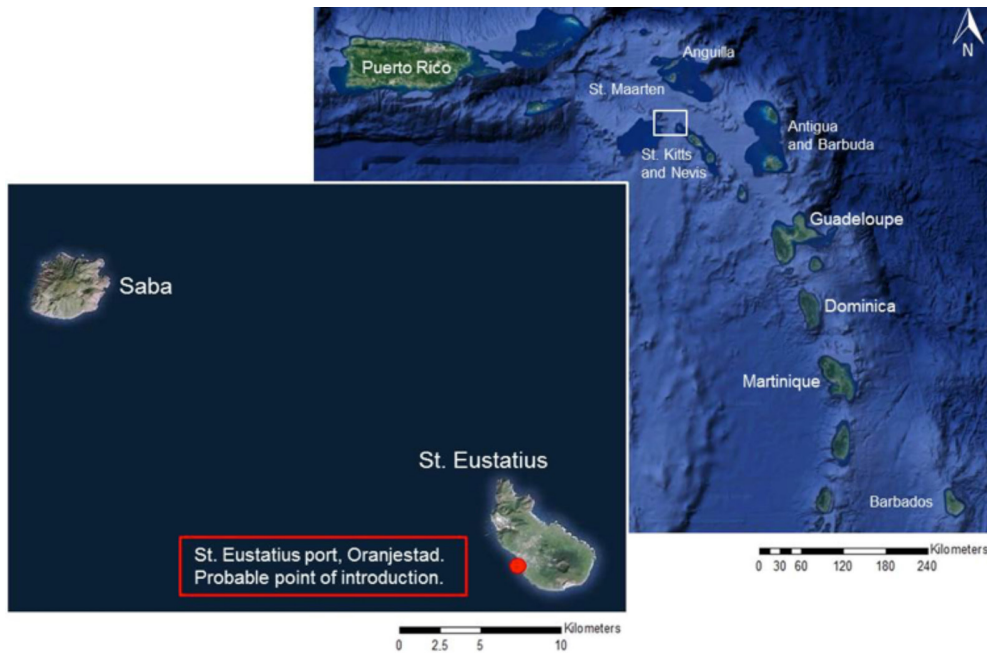 Puerto Rico
Anguilla
St. Maarten
N
Antigua
and Barbuda
St. Kitts
and Nevis
Guadeloupe
Dominica
Martinique
Barbados
Kilometers
0 30 60 120 180 240
Saba
St. Eustatius
St. Eustatius port, Oranjestad.
Probable point of introduction.
Kilometers
0 2.5 5 10